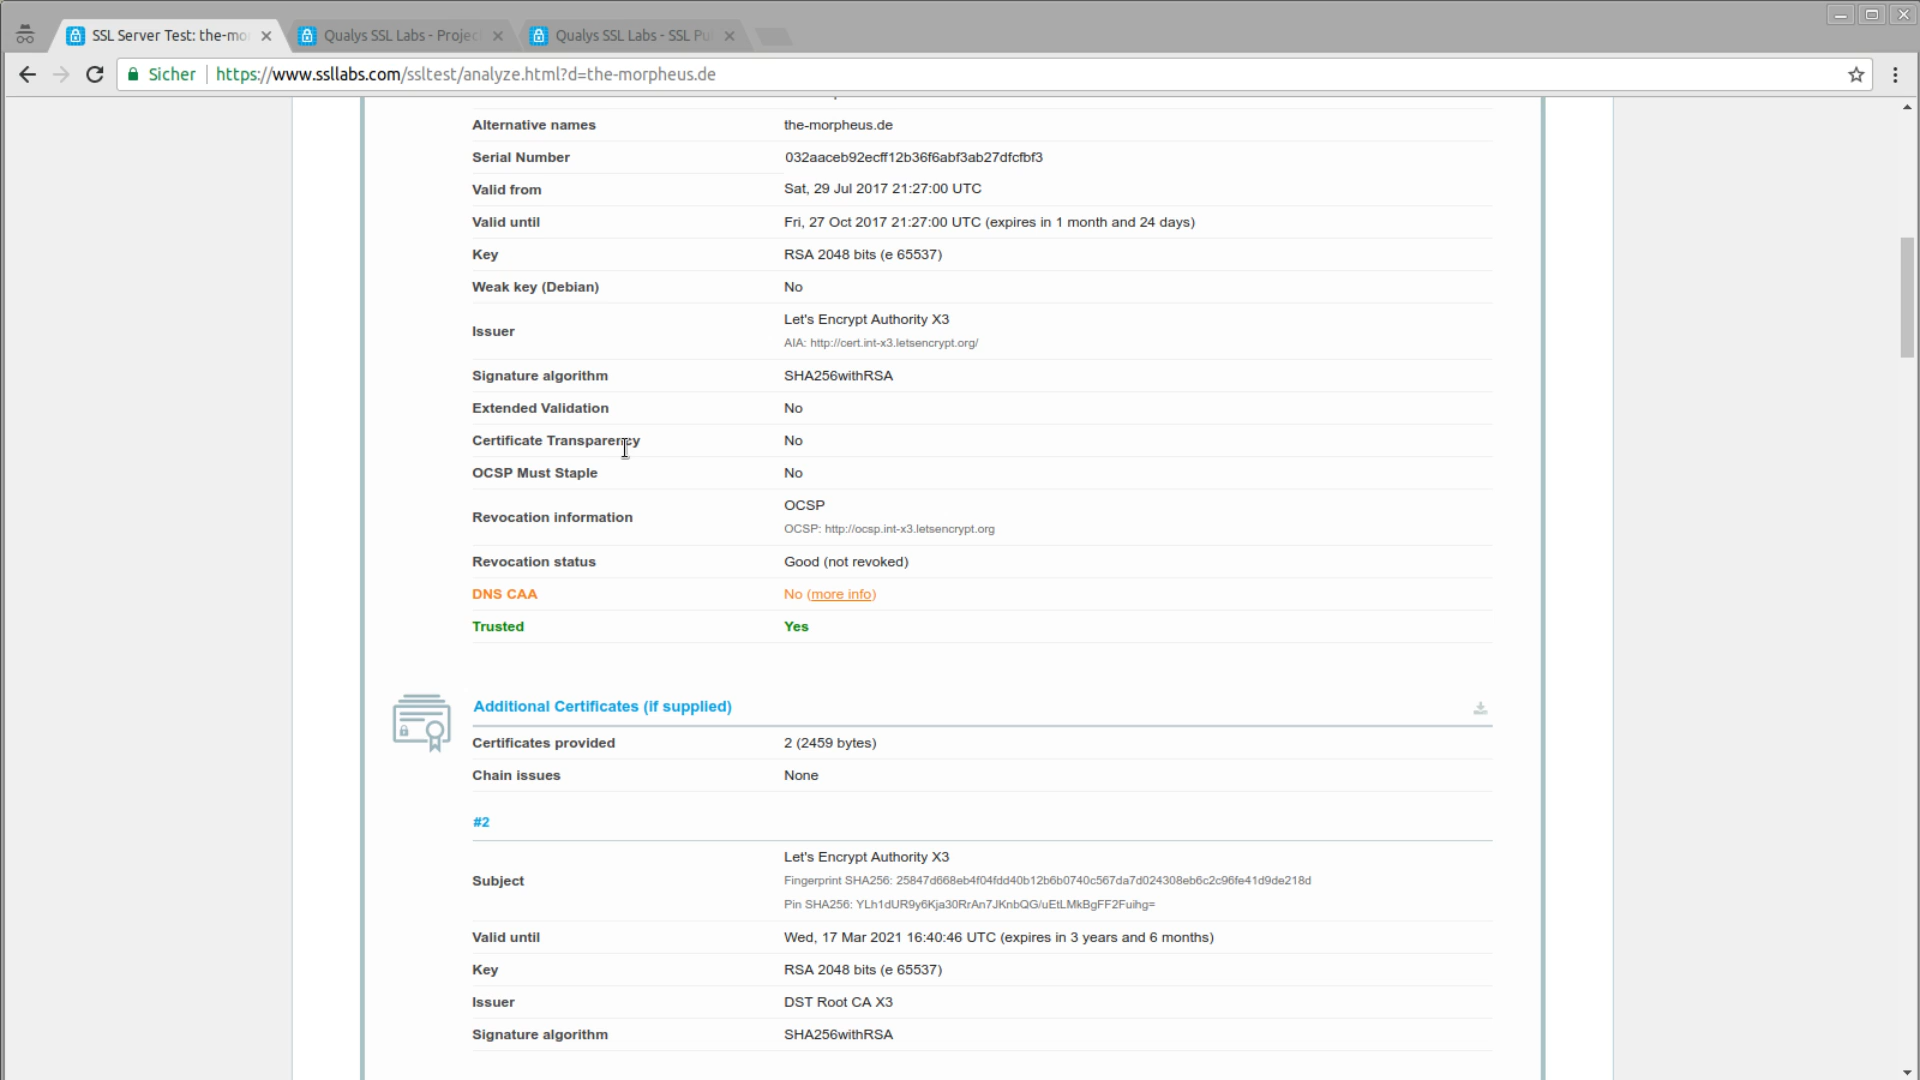 SSL Server Test: the-mo
Qualys SSL Labs - Projec
Qualys SSL Labs - SSL Pu
Sicher
https://www.ssllabs.com/ssltest/analyze.html?d=the-morpheus.de
Alternative names the-morpheus.de
Serial Number 032aaceb92ecff12b36f6abf3ab27dfcfbf3
Valid from Sat, 29 Jul 2017 21:27:00 UTC
Valid until Fri, 27 Oct 2017 21:27:00 UTC (expires in 1 month and 24 days)
Key RSA 2048 bits (e 65537)
Weak key (Debian) No
Issuer Let's Encrypt Authority X3
AIA: http://cert.int-x3.letsencrypt.org/
Signature algorithm SHA256withRSA
Extended Validation No
Certificate Transparency No
OCSP Must Staple No
Revocation information OCSP
OCSP: http://ocsp.int-x3.letsencrypt.org
Revocation status Good (not revoked)
DNS CAA No (more info)
Trusted Yes
Additional Certificates (if supplied)
Certificates provided 2 (2459 bytes)
Chain issues None
#2
Subject Let's Encrypt Authority X3
Fingerprint SHA256: 25847d668eb4f04fdd40b12b6b0740c567da7d024308eb6c2c96fe41d9de218d
Pin SHA256: YLh1dUR9y6Kja30RrAn7JKnbQG/uEtLMkBgFF2Fuihg=
Valid until Wed, 17 Mar 2021 16:40:46 UTC (expires in 3 years and 6 months)
Key RSA 2048 bits (e 65537)
Issuer DST Root CA X3
Signature algorithm SHA256withRSA